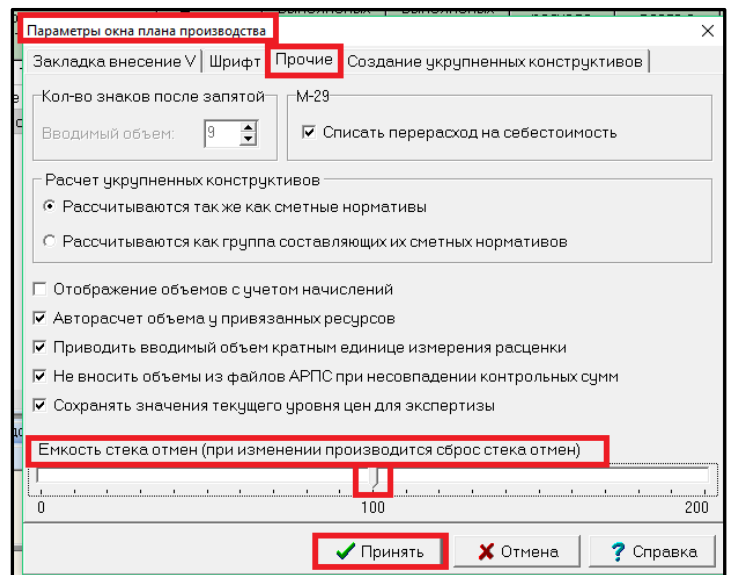 Параметры окна плана производства
Закладка внесение V Шрифт Прочие Создание укрупненных конструктивов
Кол-во знаков после запятой М-29
Вводимый объем: 9 Списать перерасход на себестоимость
Расчет укрупненных конструктивов
Рассчитываются так же как сметные нормативы
Рассчитываются как группа составляющих их сметных нормативов
Отображение объемов с учетом начислений
Авторасчет объема у привязанных ресурсов
Приводить вводимый объем кратным единице измерения расценки
Не вносить объемы из файлов АРПС при несовпадении контрольных сумм
Сохранять значения текущего уровня цен для экспертизы
Емкость стека отмен (при изменении производится сброс стека отмен)
0 100 200
Принять Отмена Справка